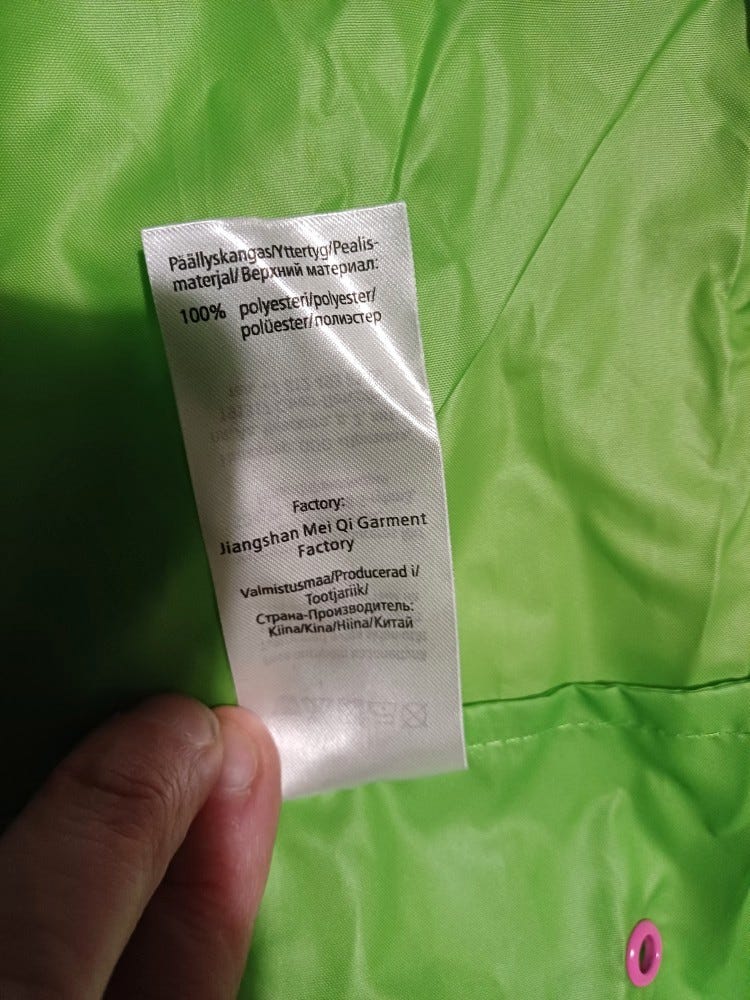 Päällyskangas/Yttertyg/Pealis-
materjal/Верхний материал:
100% polyesteri/polyester/
polüester/полиэстер
Factory:
Jiangshan Mei Qi Garment
Factory
Valmistusmaa/Producerad i/
Tootjariik/
Страна-Производитель:
Kiina/Kina/Hiina/Китай